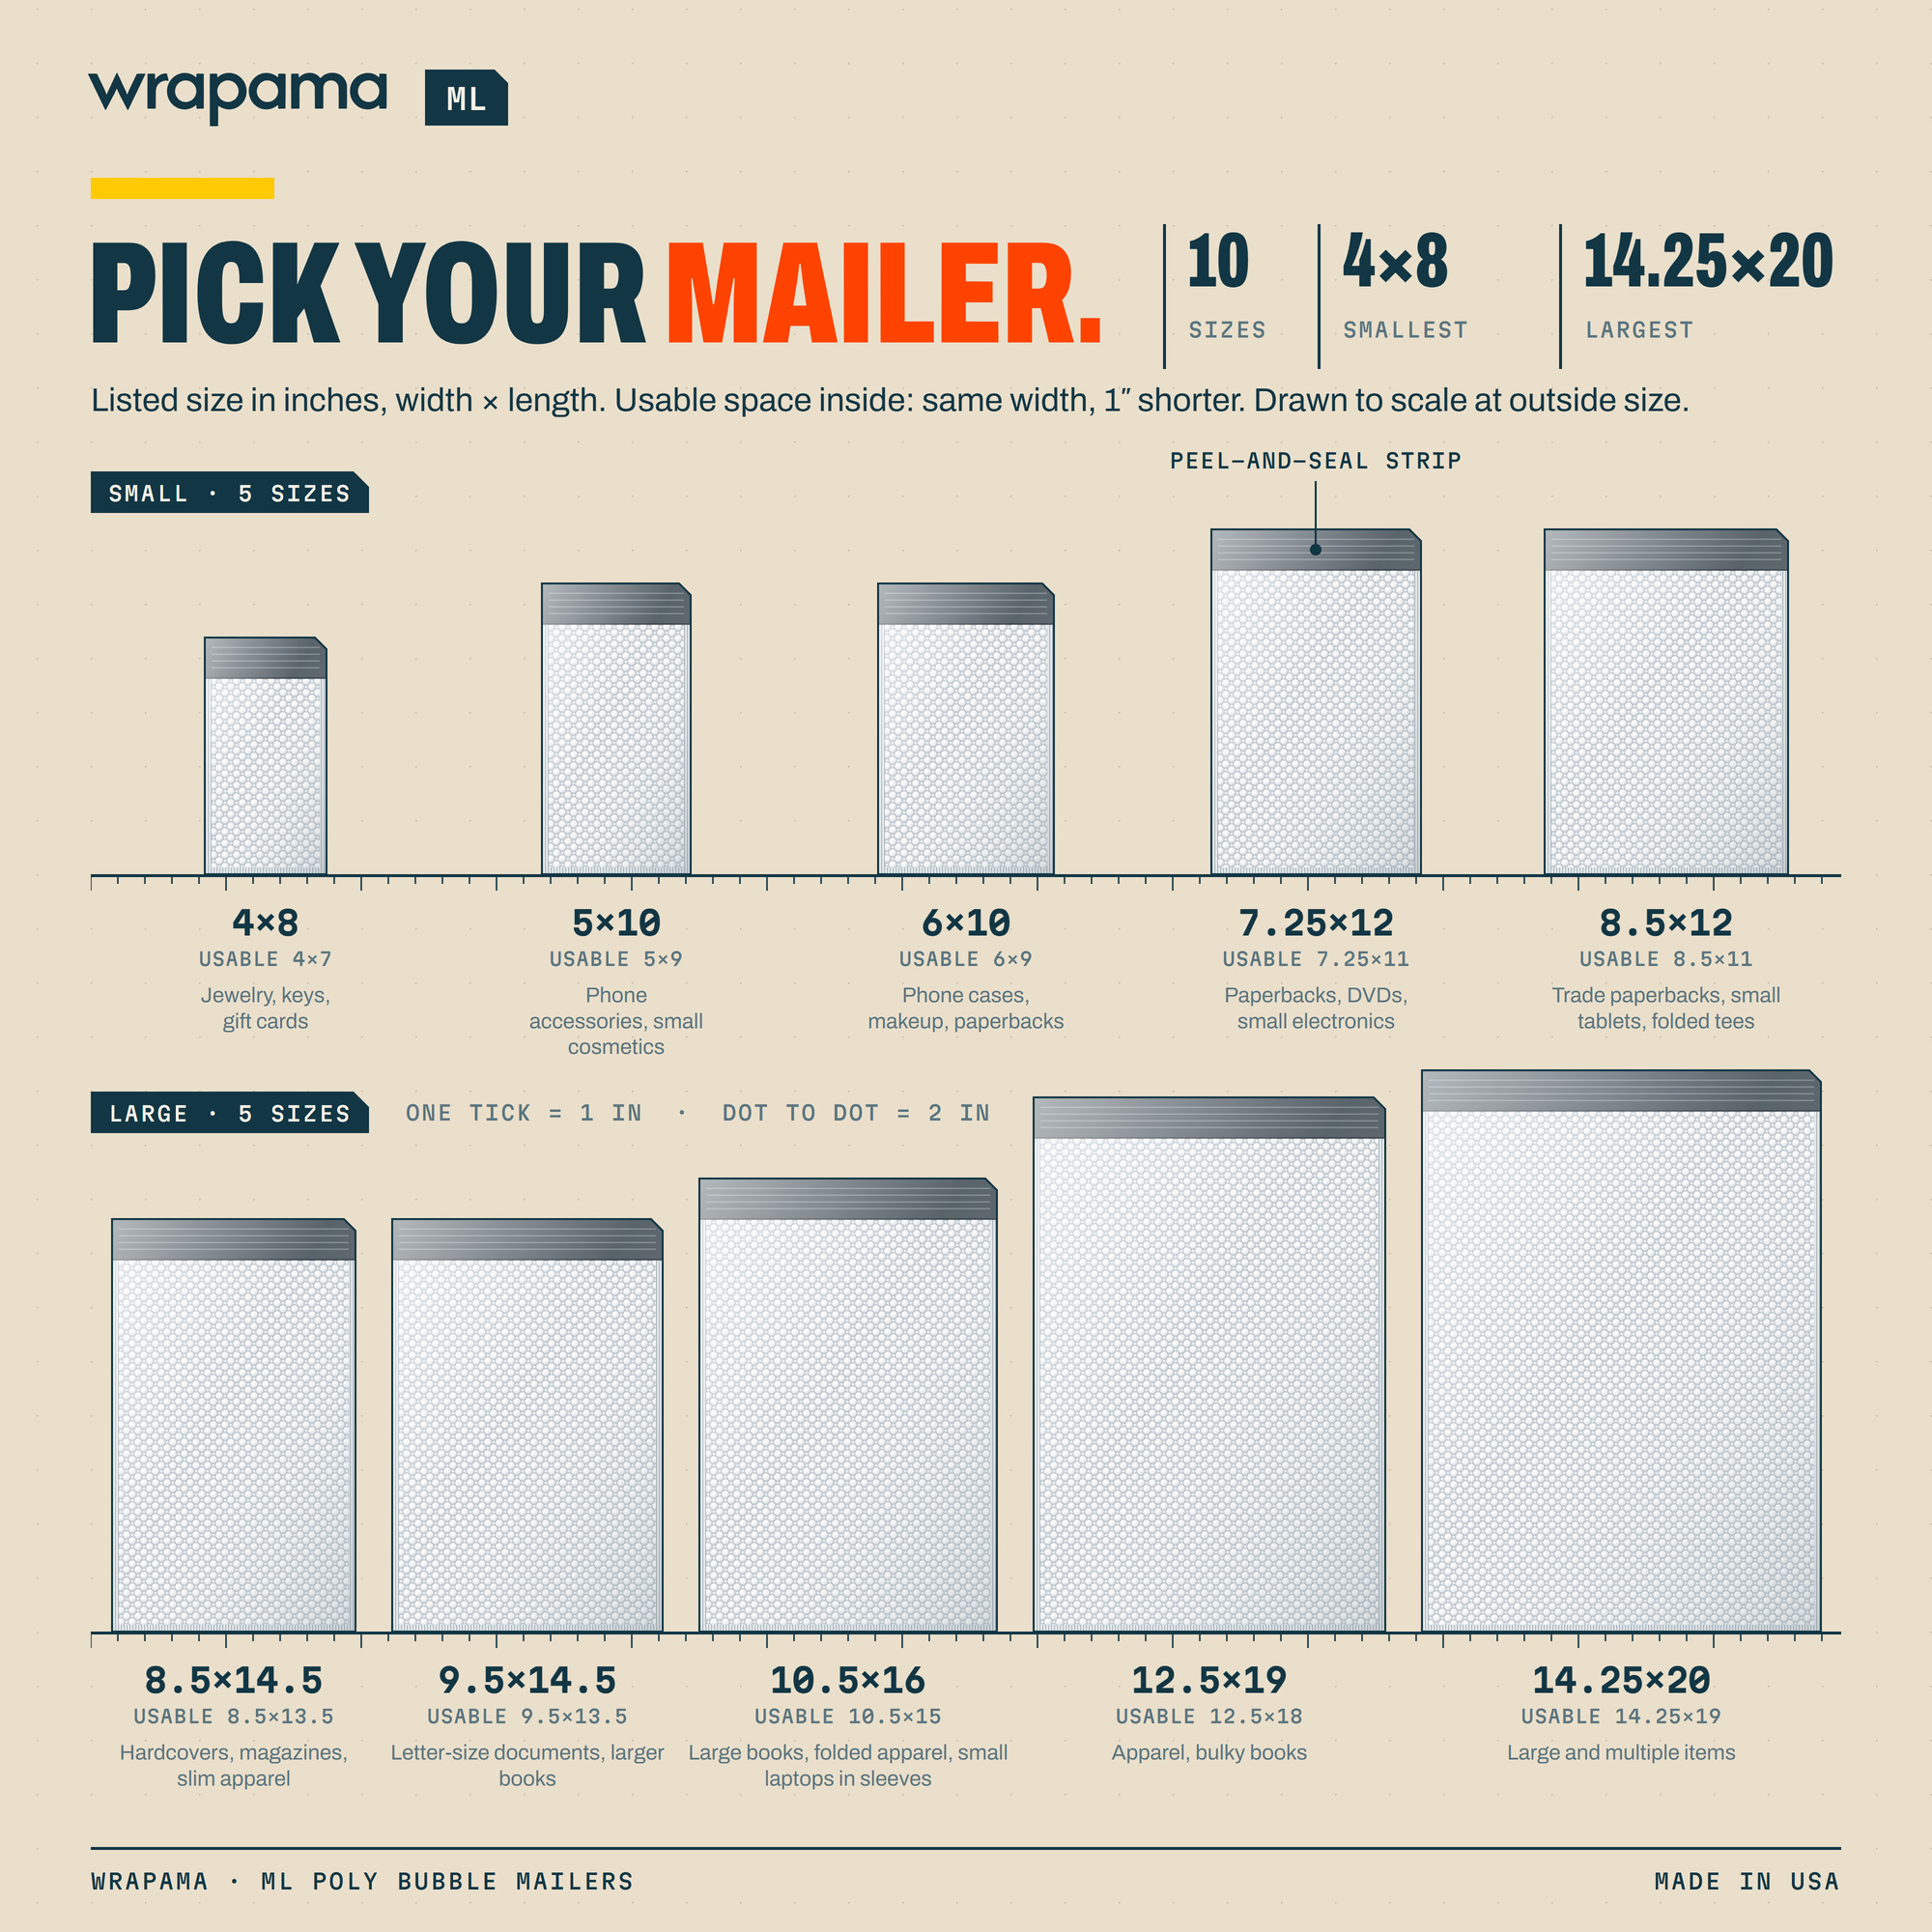 wrapama
ML
PICK YOUR MAILER.
10
SIZES
4×8
SMALLEST
14.25×20
LARGEST
Listed size in inches, width × length. Usable space inside: same width, 1″ shorter. Drawn to scale at outside size.
PEEL-AND-SEAL STRIP
SMALL · 5 SIZES
4×8
USABLE 4×7
Jewelry, keys,
gift cards
5×10
USABLE 5×9
Phone
accessories, small
cosmetics
6×10
USABLE 6×9
Phone cases,
makeup, paperbacks
7.25×12
USABLE 7.25×11
Paperbacks, DVDs,
small electronics
8.5×12
USABLE 8.5×11
Trade paperbacks, small
tablets, folded tees
LARGE · 5 SIZES
ONE TICK = 1 IN · DOT TO DOT = 2 IN
8.5×14.5
USABLE 8.5×13.5
Hardcovers, magazines,
slim apparel
9.5×14.5
USABLE 9.5×13.5
Letter-size documents, larger
books
10.5×16
USABLE 10.5×15
Large books, folded apparel, small
laptops in sleeves
12.5×19
USABLE 12.5×18
Apparel, bulky books
14.25×20
USABLE 14.25×19
Large and multiple items
WRAPAMA · ML POLY BUBBLE MAILERS
MADE IN USA